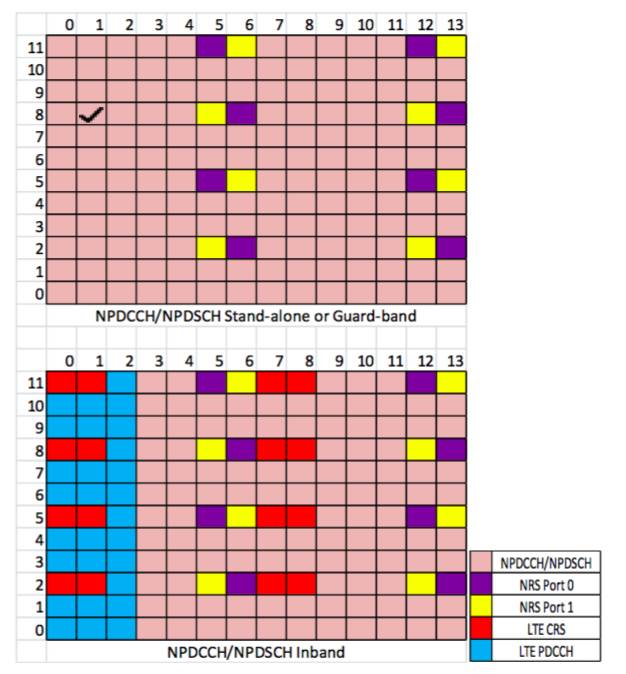 0 1 2 3 4 5 6 7 8 9 10 11 12 13
11
10
9
8
7
6
5
4
3
2
1
0
NPDCCH/NPDSCH Stand-alone or Guard-band
0 1 2 3 4 5 6 7 8 9 10 11 12 13
11
10
9
8
7
6
5
4
3
2
1
0
NPDCCH/NPDSCH Inband
NPDCCH/NPDSCH
NRS Port 0
NRS Port 1
LTE CRS
LTE PDCCH